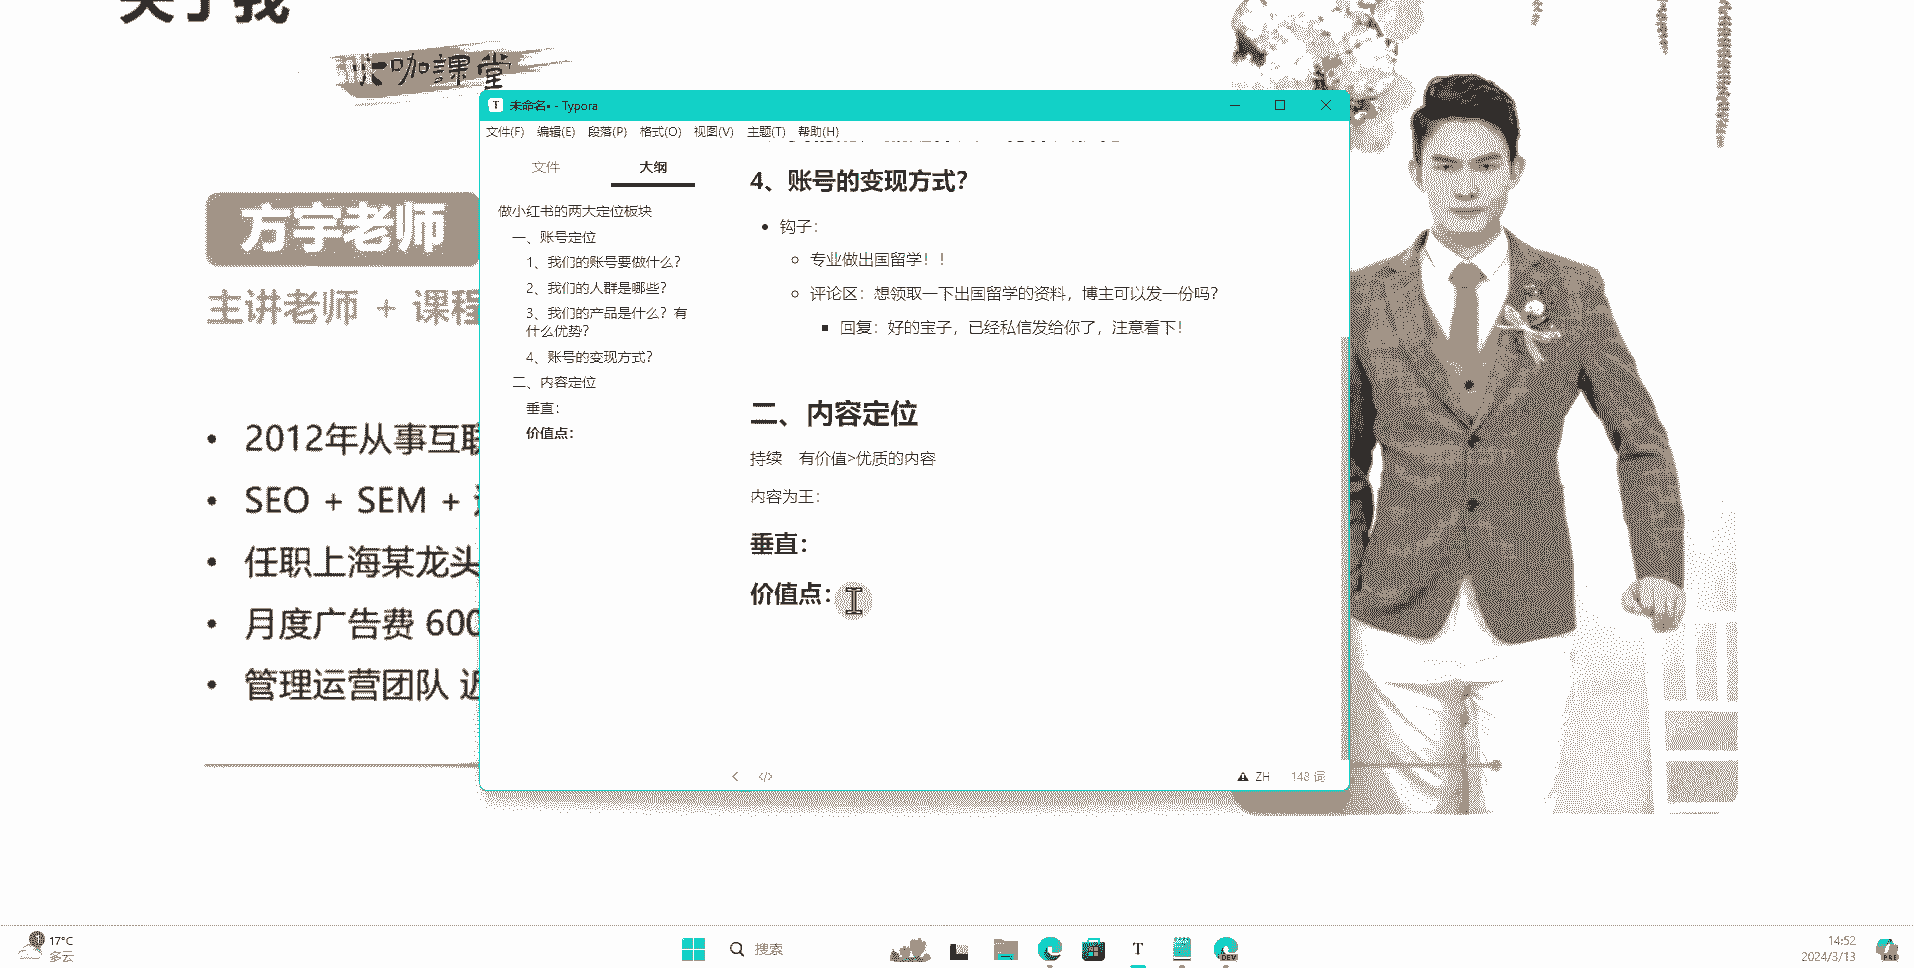 关于我
大咖課堂
方宇老师
主讲老师 + 课程
2012年从事互联
SEO + SEM +
任职上海某龙头
月度广告费 600
管理运营团队 近
未命名• - Typora
文件(F) 编辑(E) 段落(P) 格式(O) 视图(V) 主题(T) 帮助(H)
文件 大纲
做小红书的两大定位板块
一、账号定位
1、我们的账号要做什么？
2、我们的人群是哪些？
3、我们的产品是什么？有
什么优势？
4、账号的变现方式？
二、内容定位
垂直：
价值点：
4、账号的变现方式？
钩子：
专业做出国留学！！
评论区：想领取一下出国留学的资料，博主可以发一份吗？
回复：好的宝子，已经私信发给你了，注意看下！
二、内容定位
持续 有价值>优质的内容
内容为王：
垂直：
价值点：
ZH 148 词
17°C
多云
搜索
T
DEV
14:52
2024/3/13
PRE